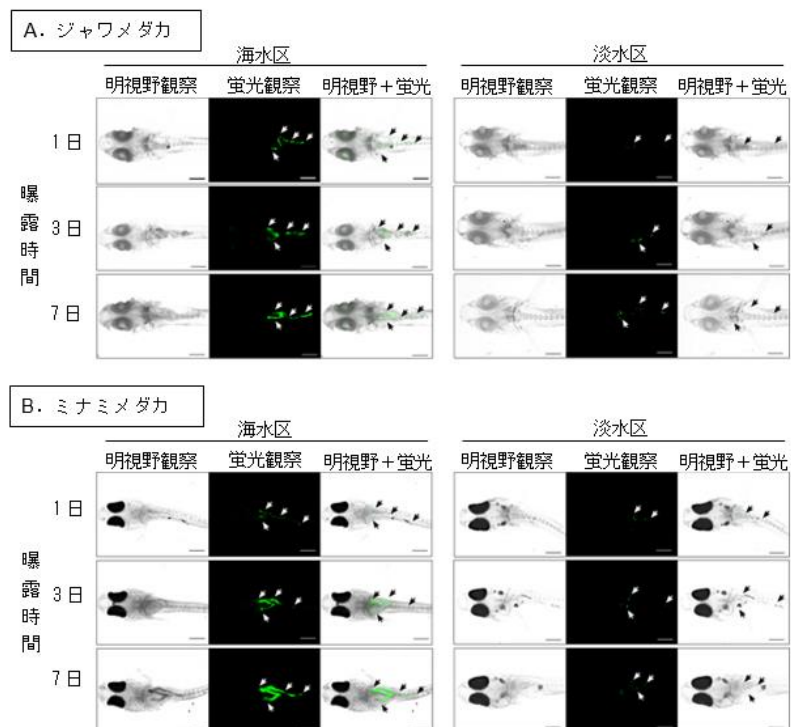 A. ジャワメダカ
海水区
淡水区
明視野観察 蛍光観察 明視野+蛍光
明視野観察 蛍光観察 明視野+蛍光
曝露時間
1日
3日
7日
B. ミナミメダカ
海水区
淡水区
明視野観察 蛍光観察 明視野+蛍光
明視野観察 蛍光観察 明視野+蛍光
曝露時間
1日
3日
7日